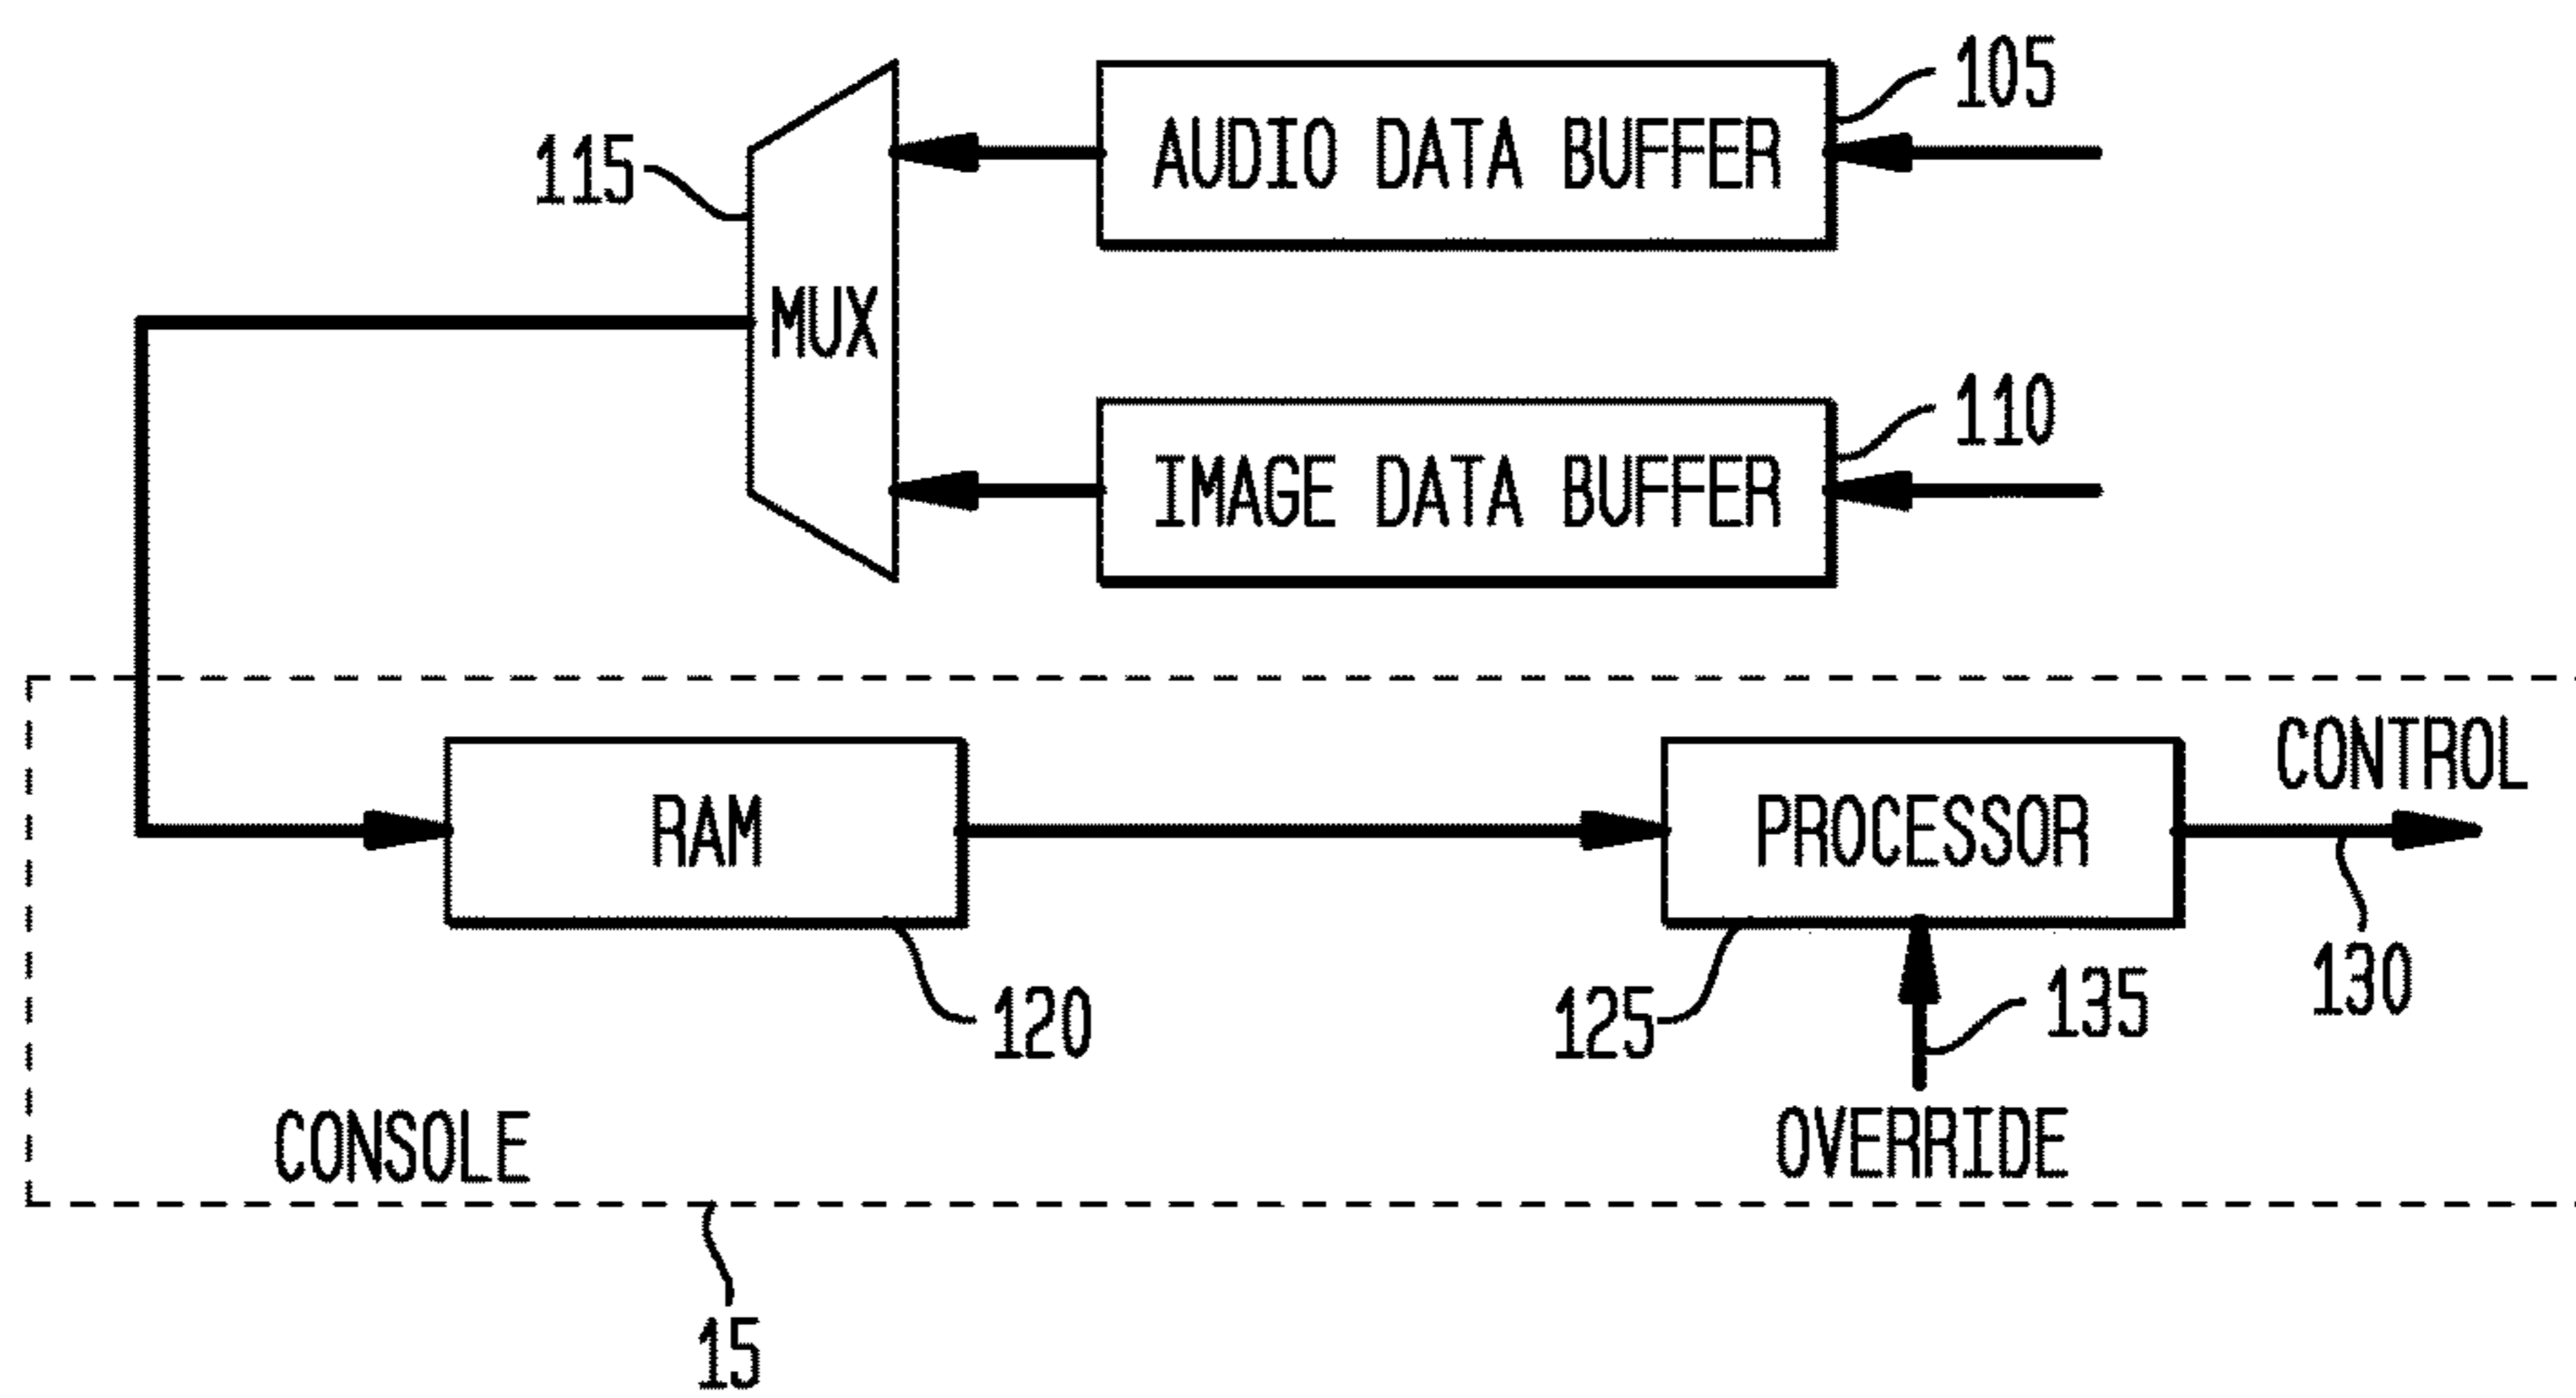 105
AUDIO DATA BUFFER
115
MUX
110
IMAGE DATA BUFFER
CONTROL
RAM
PROCESSOR
130
135
120
125
CONSOLE
OVERRIDE
15